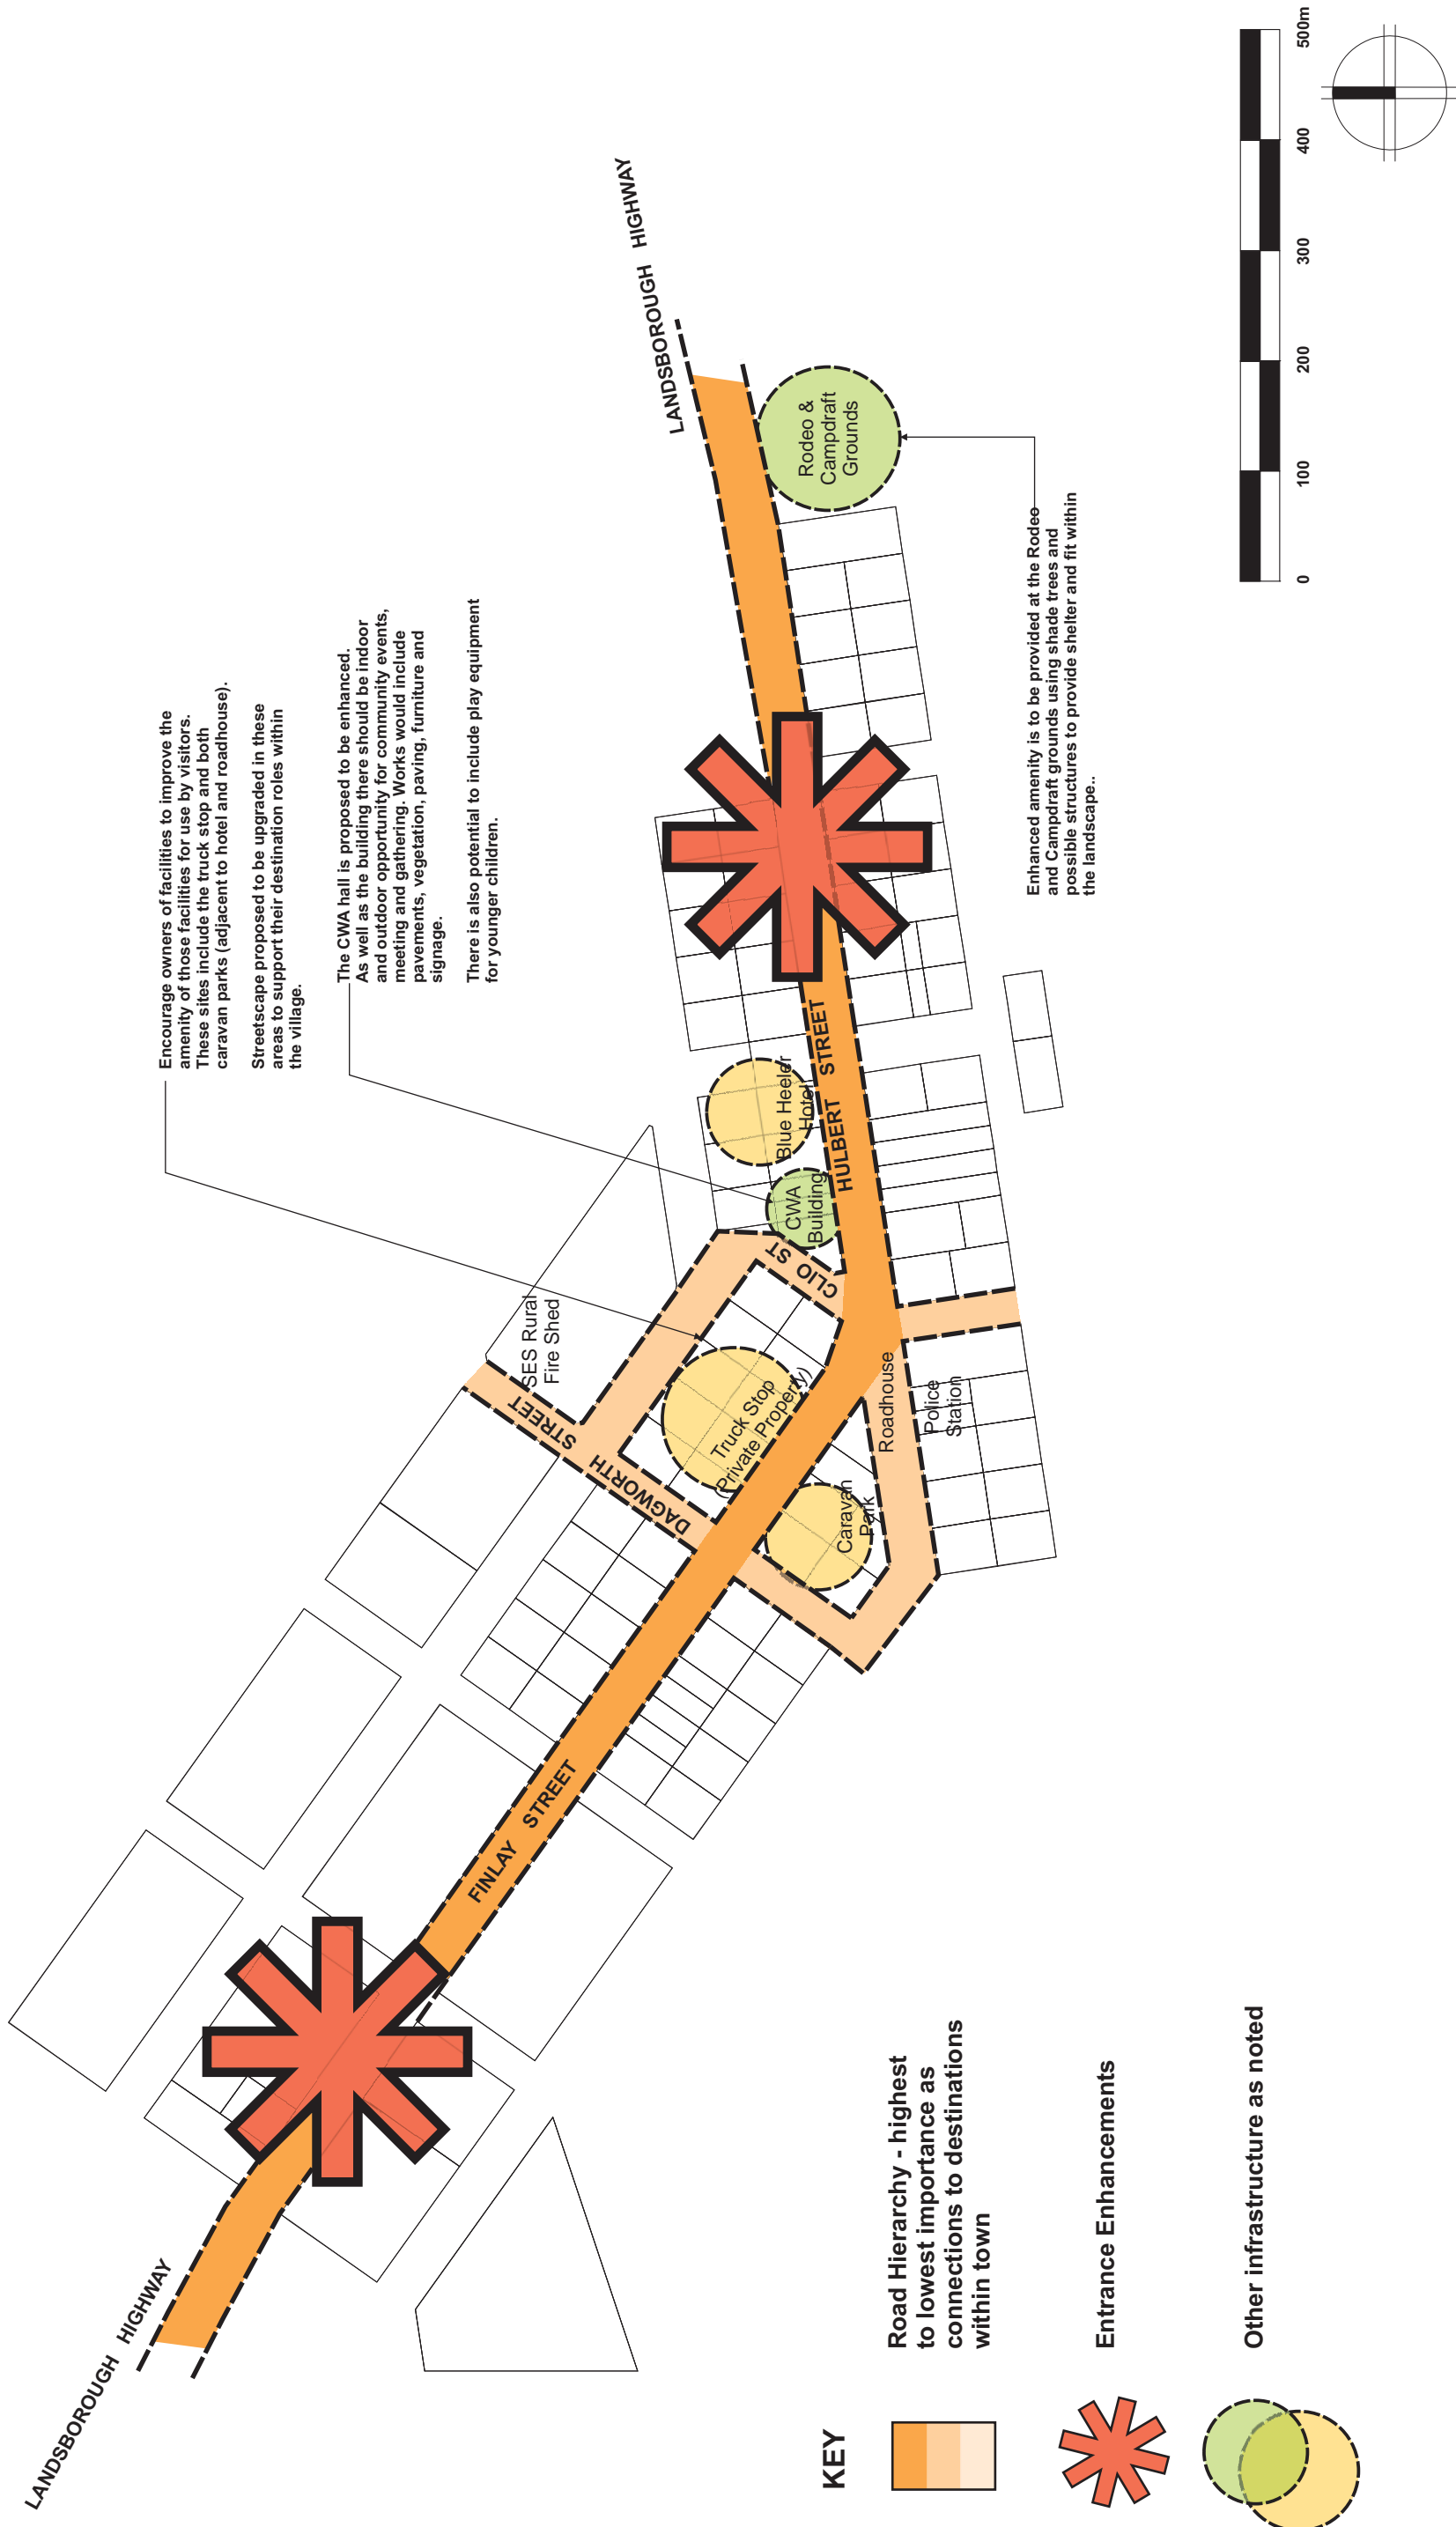 LANDSBOROUGH HIGHWAY
Encourage owners of facilities to improve the
amenity of those facilities for use by visitors.
These sites include the truck stop and both
caravan parks (adjacent to hotel and roadhouse).
Streetscape proposed to be upgraded in these
areas to support their destination roles within
the village.
The CWA hall is proposed to be enhanced.
As well as the building there should be indoor
and outdoor opportunity for community events,
meeting and gathering. Works would include
pavements, vegetation, paving, furniture and
signage.
There is also potential to include play equipment
for younger children.
LANDSBOROUGH HIGHWAY
SES Rural
Fire Shed
DAGWORTH STREET
FINLAY STREET
Truck Stop
(Private Property)
CLIO ST
CWA
Building
Blue Heeler
Hotel
HULBERT STREET
Rodeo &
Campdraft
Grounds
Caravan
Park
Roadhouse
Police
Station
Enhanced amenity is to be provided at the Rodeo
and Campdraft grounds using shade trees and
possible structures to provide shelter and fit within
the landscape..
KEY
Road Hierarchy - highest
to lowest importance as
connections to destinations
within town
Entrance Enhancements
Other infrastructure as noted
0 100 200 300 400 500m